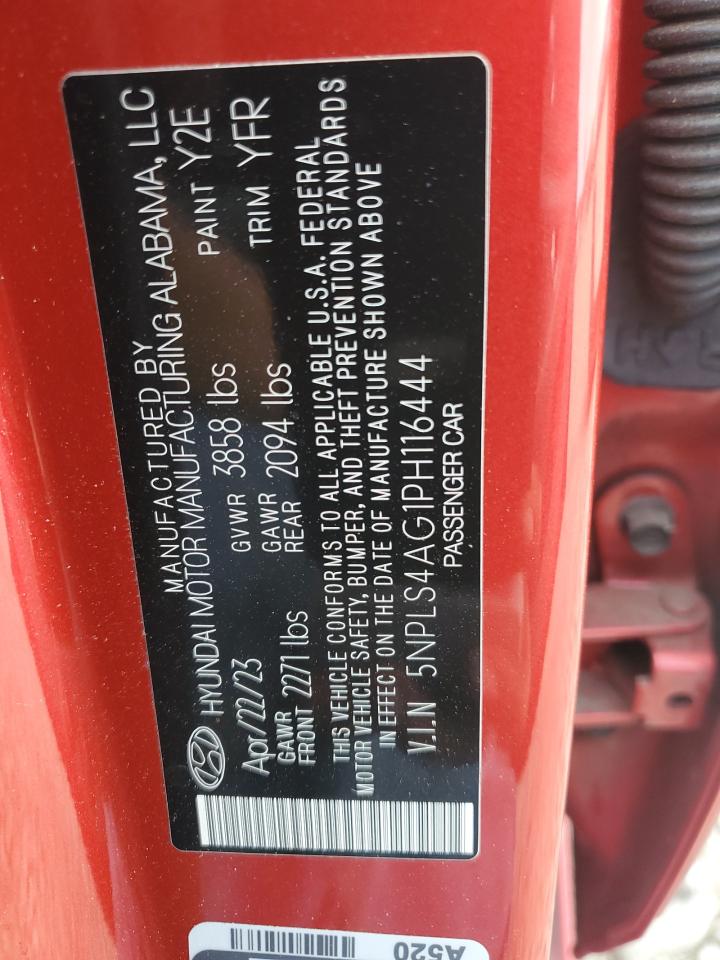 MANUFACTURED BY
HYUNDAI MOTOR MANUFACTURING ALABAMA, LLC
Apr/22/23 GVWR 3858 lbs PAINT Y2E
GAWR FRONT 2271 lbs GAWR REAR 2094 lbs TRIM YFR
THIS VEHICLE CONFORMS TO ALL APPLICABLE U.S.A. FEDERAL
MOTOR VEHICLE SAFETY, BUMPER, AND THEFT PREVENTION STANDARDS
IN EFFECT ON THE DATE OF MANUFACTURE SHOWN ABOVE
V.I.N 5NPLS4AG1PH116444
PASSENGER CAR
A520